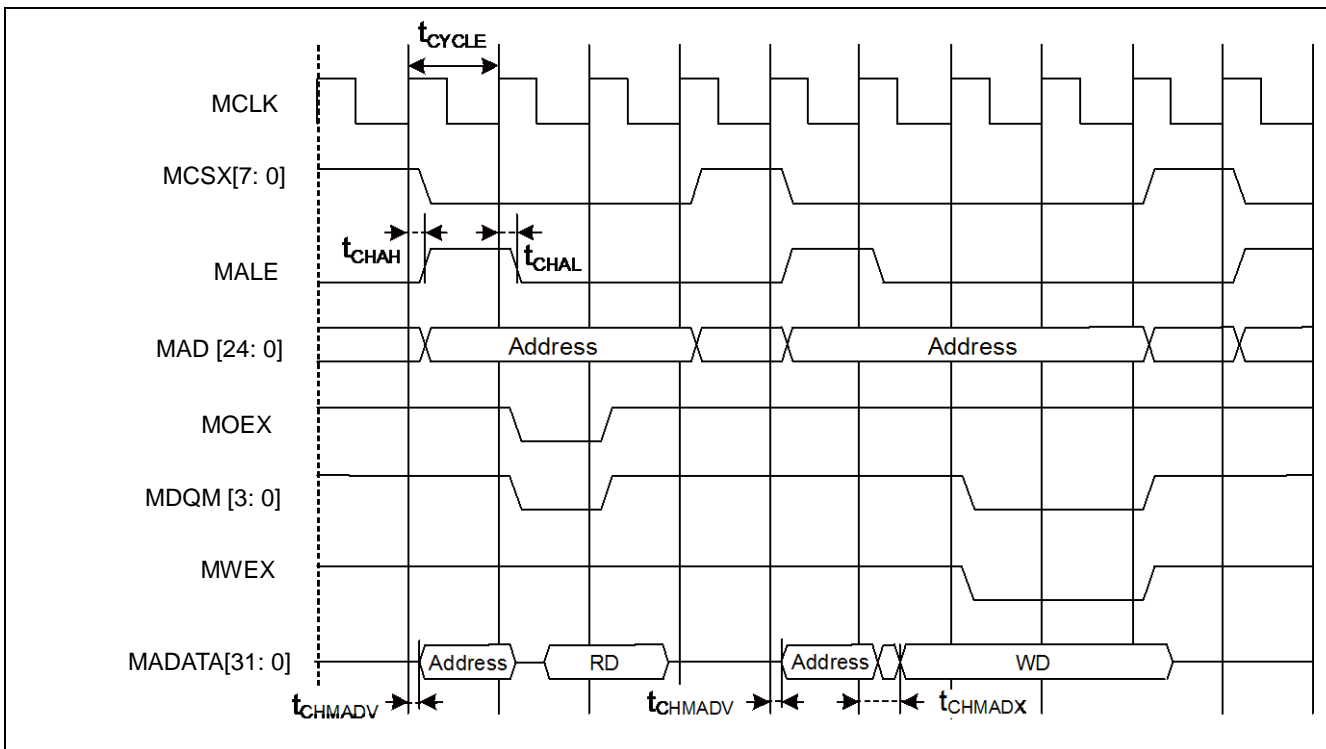 tCYCLE
MCLK
MCSX[7: 0]
tCHAH
tCHAL
MALE
MAD [24: 0]
Address
Address
MOEX
MDQM [3: 0]
MWEX
MADATA[31: 0]
Address
RD
Address
WD
tCHMADV
tCHMADV
tCHMADX